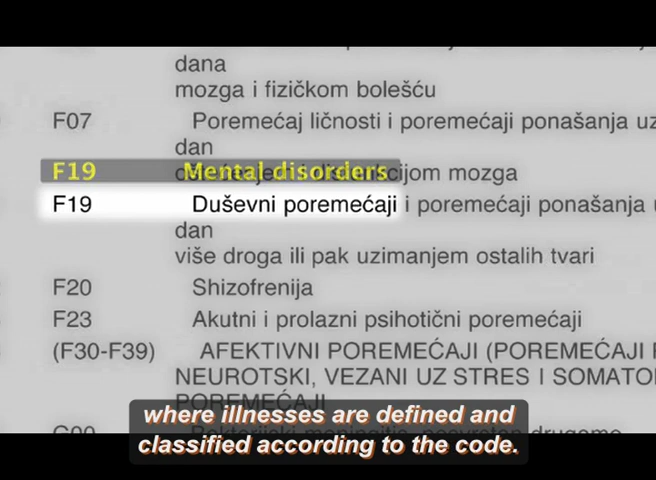 dana
mozga i fizičkom bolešću
F07 Poremećaj ličnosti i poremećaji ponašanja uz
dan
F19 Mental disorders
disfunkcijom mozga
F19 Duševni poremećaji i poremećaji ponašanja
dan
više droga ili pak uzimanjem ostalih tvari
F20 Shizofrenija
F23 Akutni i prolazni psihotični poremećaji
(F30-F39) AFEKTIVNI POREMEĆAJI (POREMEĆAJI
NEUROTSKI, VEZANI UZ STRES I SOMATO
POREMEĆAJI
where illnesses are defined and
classified according to the code.